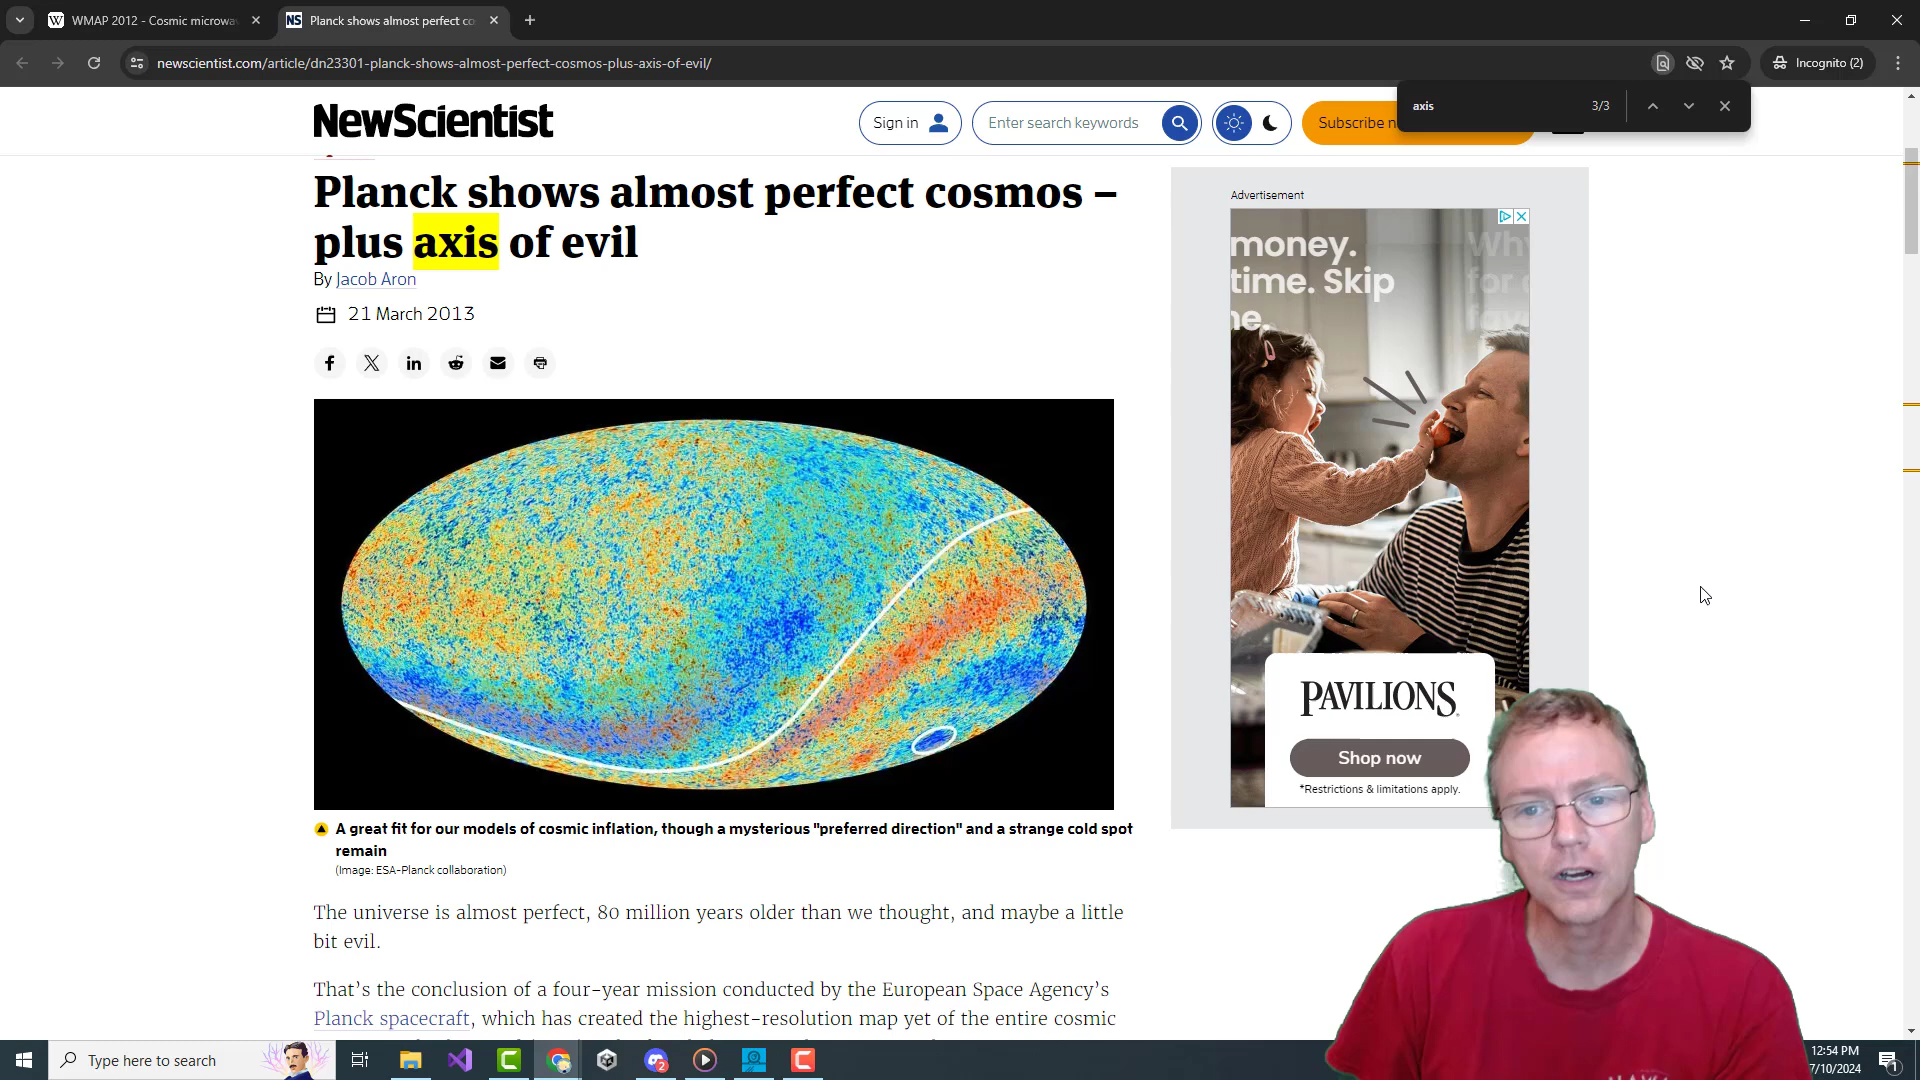 WMAP 2012 - Cosmic microwa
Planck shows almost perfect co
newscientist.com/article/dn23301-planck-shows-almost-perfect-cosmos-plus-axis-of-evil/
Incognito (2)
axis
3/3
NewScientist
Sign in
Enter search keywords
Subscribe n
Planck shows almost perfect cosmos –
plus axis of evil
By Jacob Aron
21 March 2013
A great fit for our models of cosmic inflation, though a mysterious "preferred direction" and a strange cold spot
remain
(Image: ESA-Planck collaboration)
The universe is almost perfect, 80 million years older than we thought, and maybe a little
bit evil.
That’s the conclusion of a four-year mission conducted by the European Space Agency’s
Planck spacecraft, which has created the highest-resolution map yet of the entire cosmic
Advertisement
money.
time. Skip
ne.
Why
for
PAVILIONS
Shop now
*Restrictions & limitations apply.
Type here to search
12:54 PM
7/10/2024